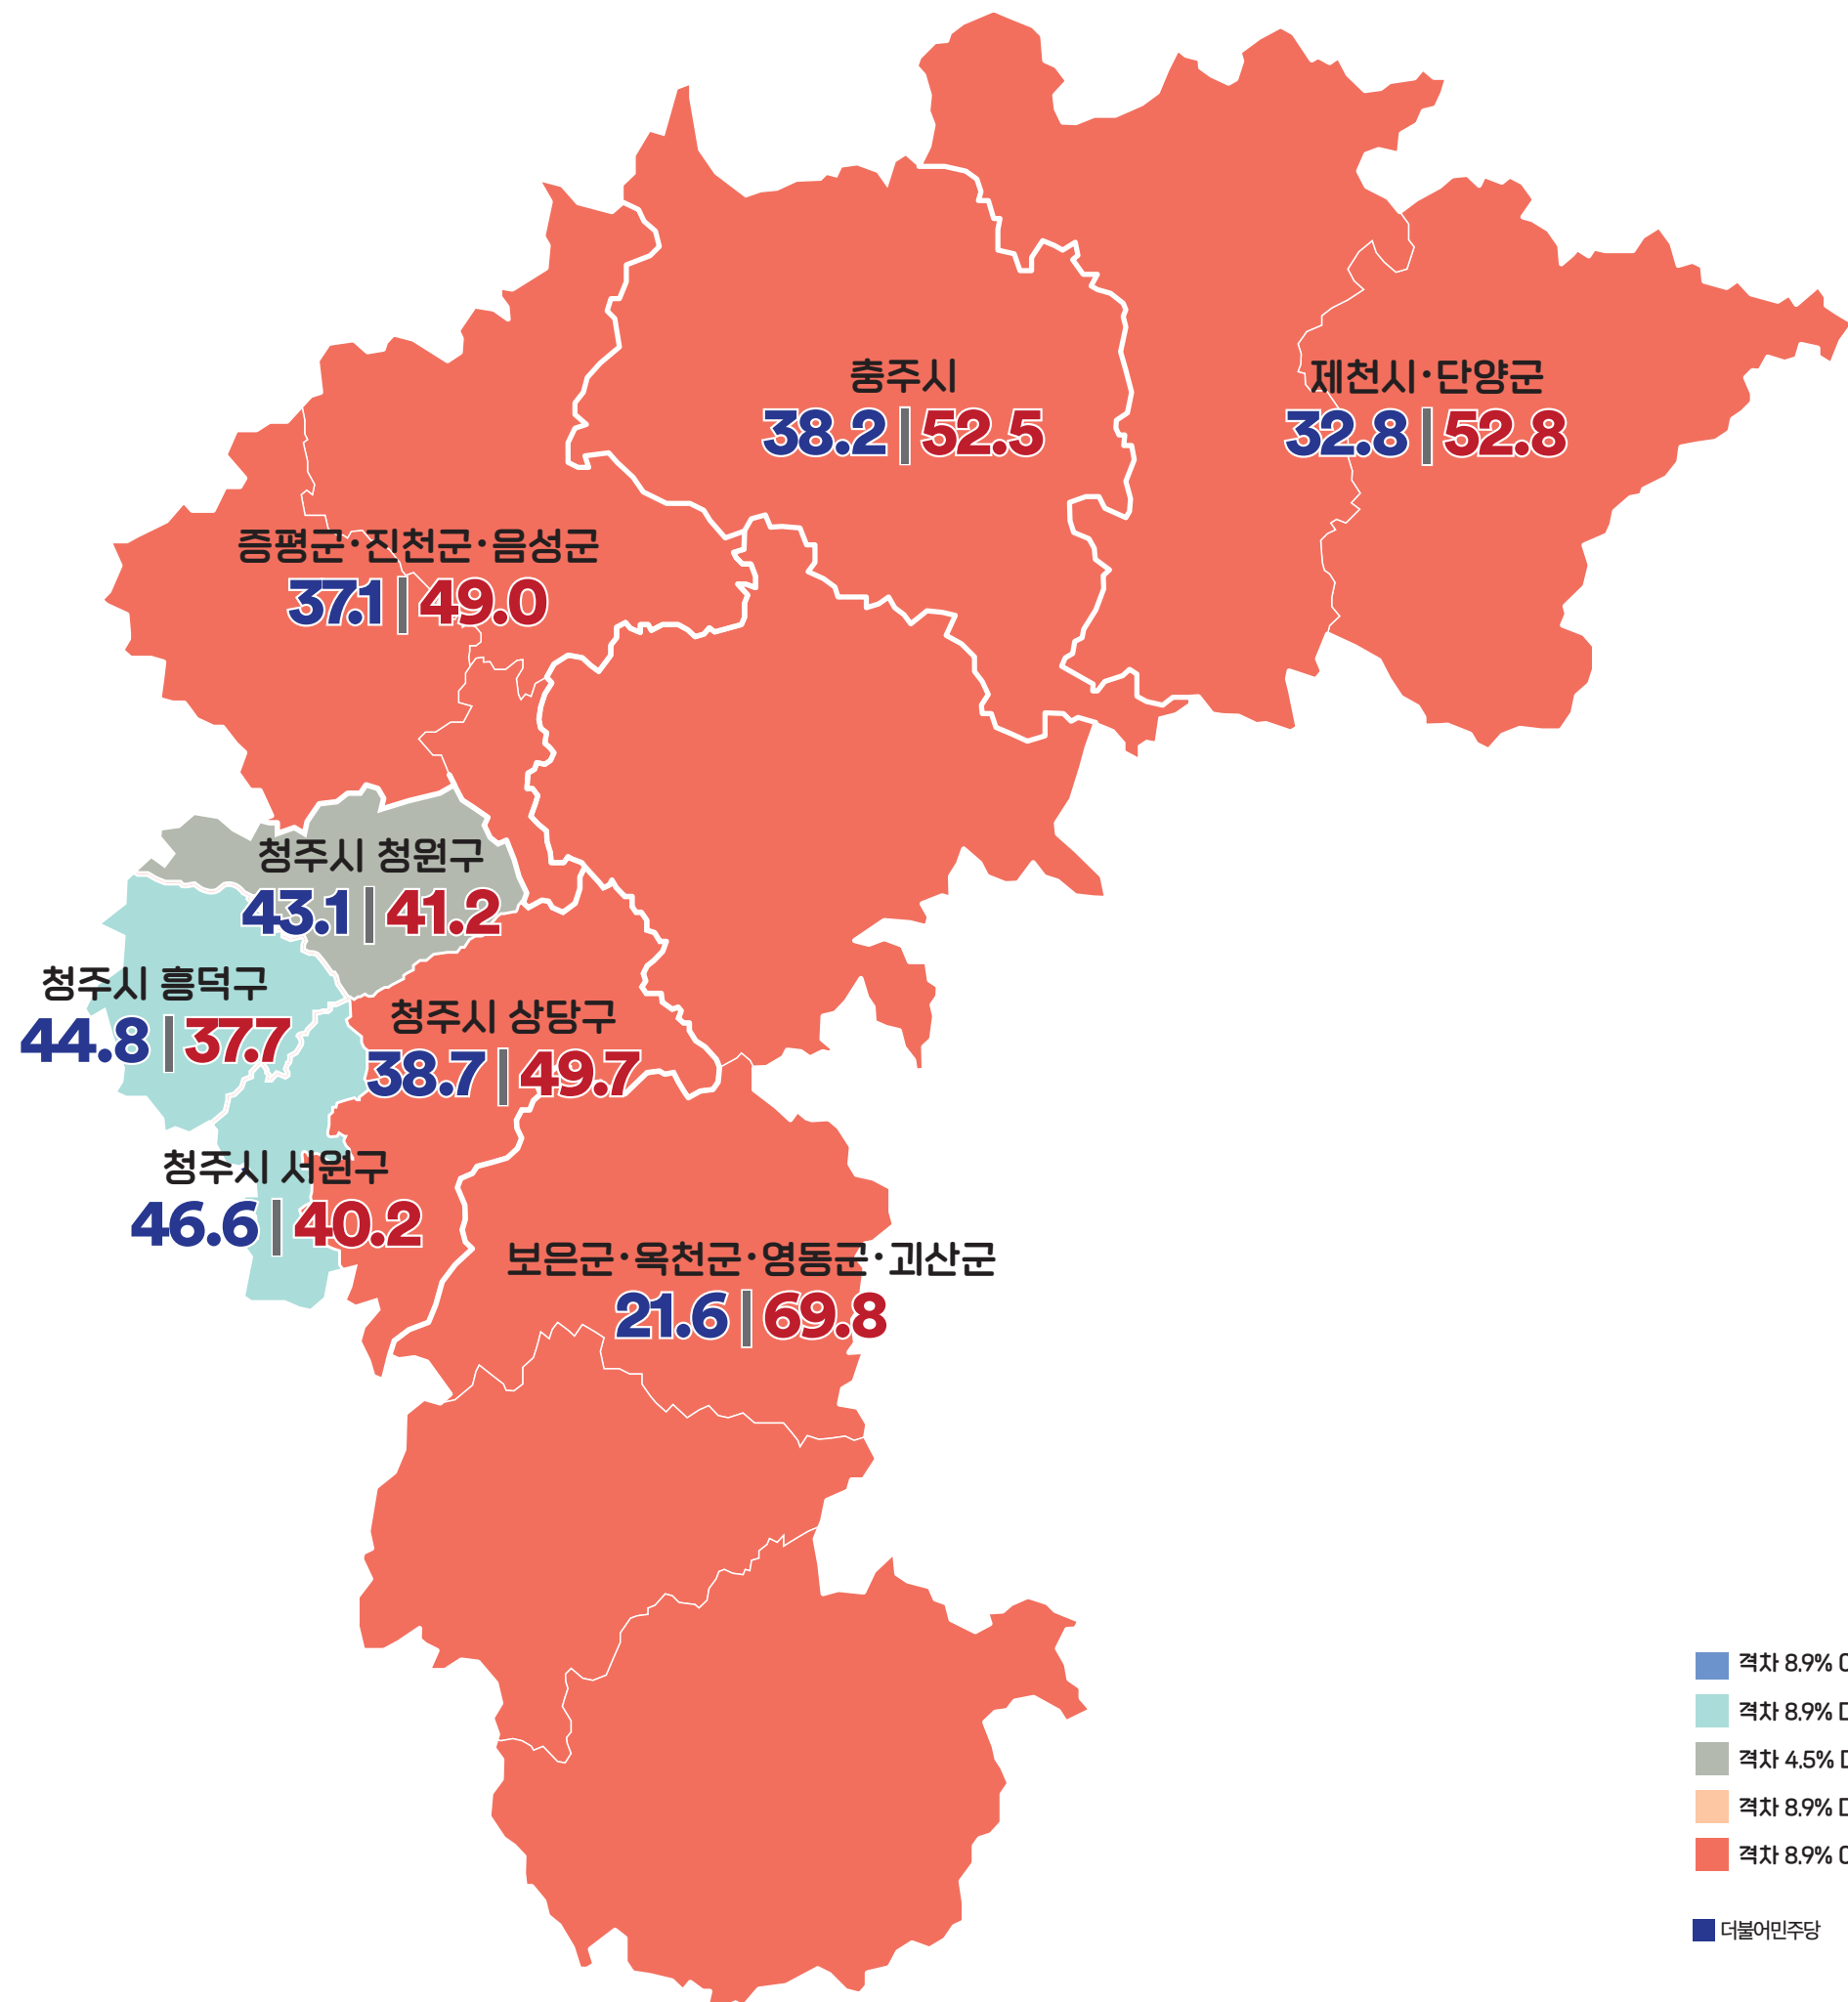 충주시
38.2 52.5
제천시·단양군
32.8 52.8
증평군·진천군·음성군
37.1 49.0
청주시 청원구
43.1 41.2
청주시 흥덕구
44.8 37.7
청주시 상당구
38.7 49.7
청주시 서원구
46.6 40.2
보은군·옥천군·영동군·괴산군
21.6 69.8
격차 8.9%
격차 8.9%
격차 4.5%
격차 8.9%
격차 8.9%
더불어민주당